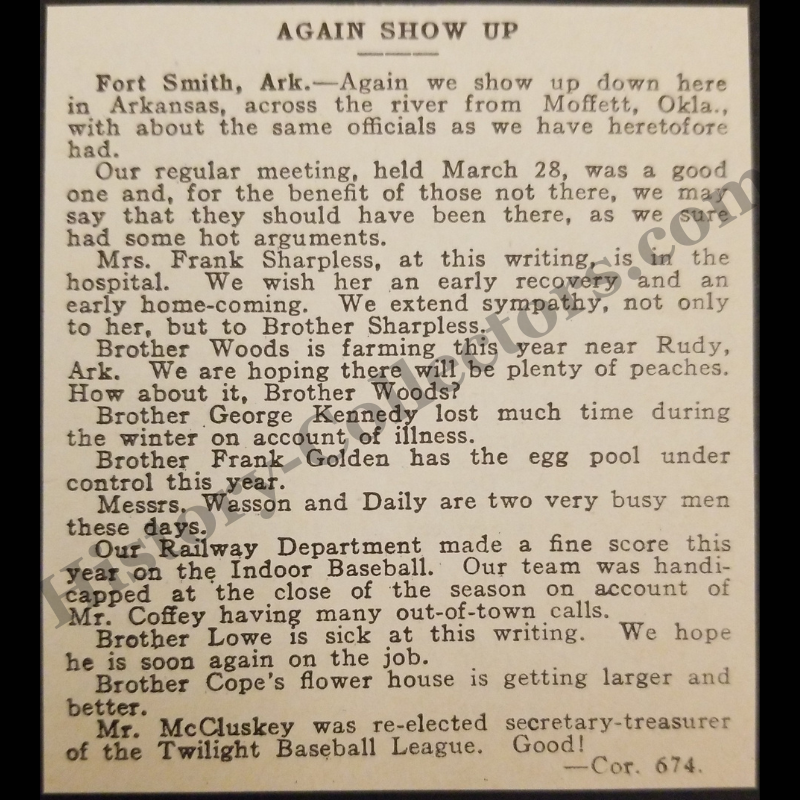 AGAIN SHOW UP
Fort Smith, Ark.—Again we show up down here
in Arkansas, across the river from Moffett, Okla.,
with about the same officials as we have heretofore
had.
Our regular meeting, held March 28, was a good
one and, for the benefit of those not there, we may
say that they should have been there, as we sure
had some hot arguments.
Mrs. Frank Sharpless, at this writing, is in the
hospital. We wish her an early recovery and an
early home-coming. We extend sympathy, not only
to her, but to Brother Sharpless.
Brother Woods is farming this year near Rudy,
Ark. We are hoping there will be plenty of peaches.
How about it, Brother Woods?
Brother George Kennedy lost much time during
the winter on account of illness.
Brother Frank Golden has the egg pool under
control this year.
Messrs. Wasson and Daily are two very busy men
these days.
Our Railway Department made a fine score this
year on the Indoor Baseball. Our team was handi-
capped at the close of the season on account of
Mr. Coffey having many out-of-town calls.
Brother Lowe is sick at this writing. We hope
he is soon again on the job.
Brother Cope's flower house is getting larger and
better.
Mr. McCluskey was re-elected secretary-treasurer
of the Twilight Baseball League. Good!
—Cor. 674.
History-Collectors.com